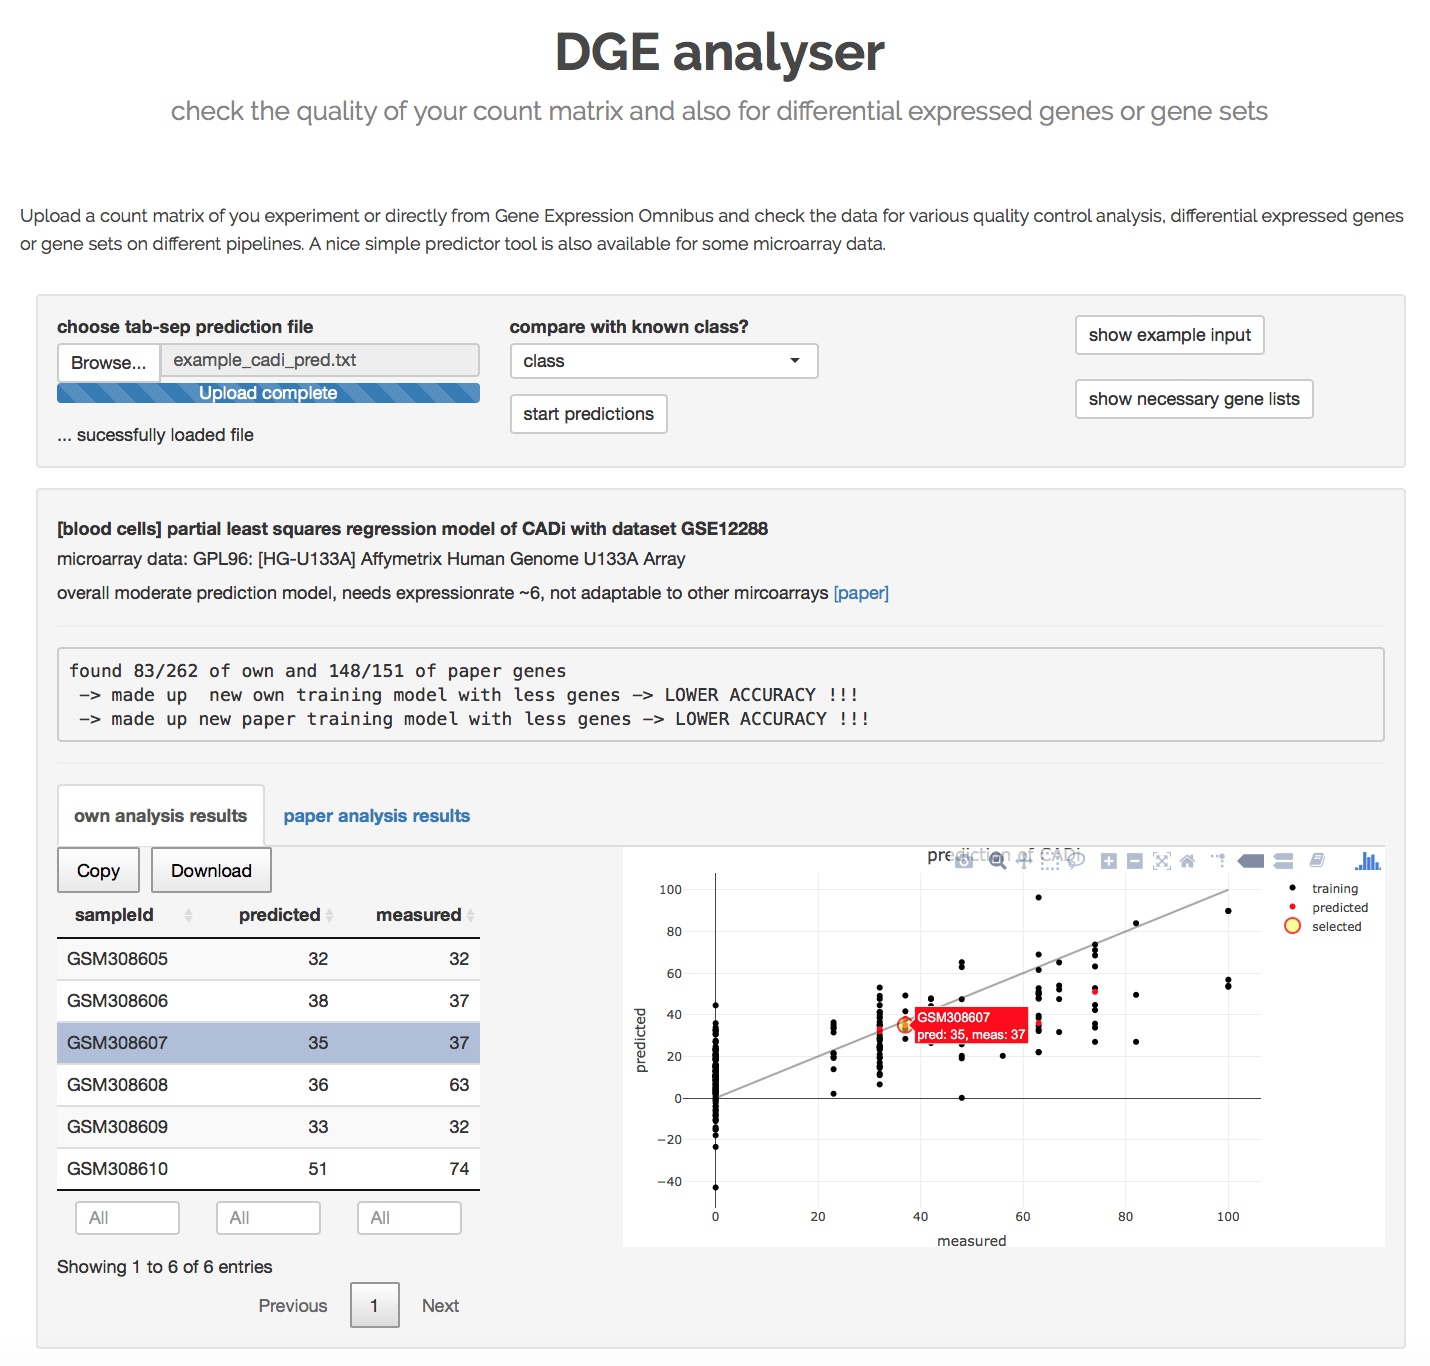 DGE analyser
check the quality of your count matrix and also for differential expressed genes or gene sets
Upload a count matrix of you experiment or directly from Gene Expression Omnibus and check the data for various quality control analysis, differential expressed genes
or gene sets on different pipelines. A nice simple predictor tool is also available for some microarray data.
choose tab-sep prediction file
Browse... example_cadi_pred.txt
Upload complete
... sucessfully loaded file
compare with known class?
class
start predictions
show example input
show necessary gene lists
[blood cells] partial least squares regression model of CADi with dataset GSE12288
microarray data: GPL96: [HG-U133A] Affymetrix Human Genome U133A Array
overall moderate prediction model, needs expressionrate ~6, not adaptable to other mircoarrays [paper]
found 83/262 of own and 148/151 of paper genes
–> made up  new own training model with less genes –> LOWER ACCURACY !!!
–> made up new paper training model with less genes –> LOWER ACCURACY !!!
own analysis results paper analysis results
Copy Download
sampleId predicted measured
GSM308605 32 32
GSM308606 38 37
GSM308607 35 37
GSM308608 36 63
GSM308609 33 32
GSM308610 51 74
All All All
Showing 1 to 6 of 6 entries
Previous 1 Next
prediction of CADi
training
predicted
selected
100
80
60
40
20
0
−20
−40
predicted
GSM308607
pred: 35, meas: 37
0 20 40 60 80 100
measured